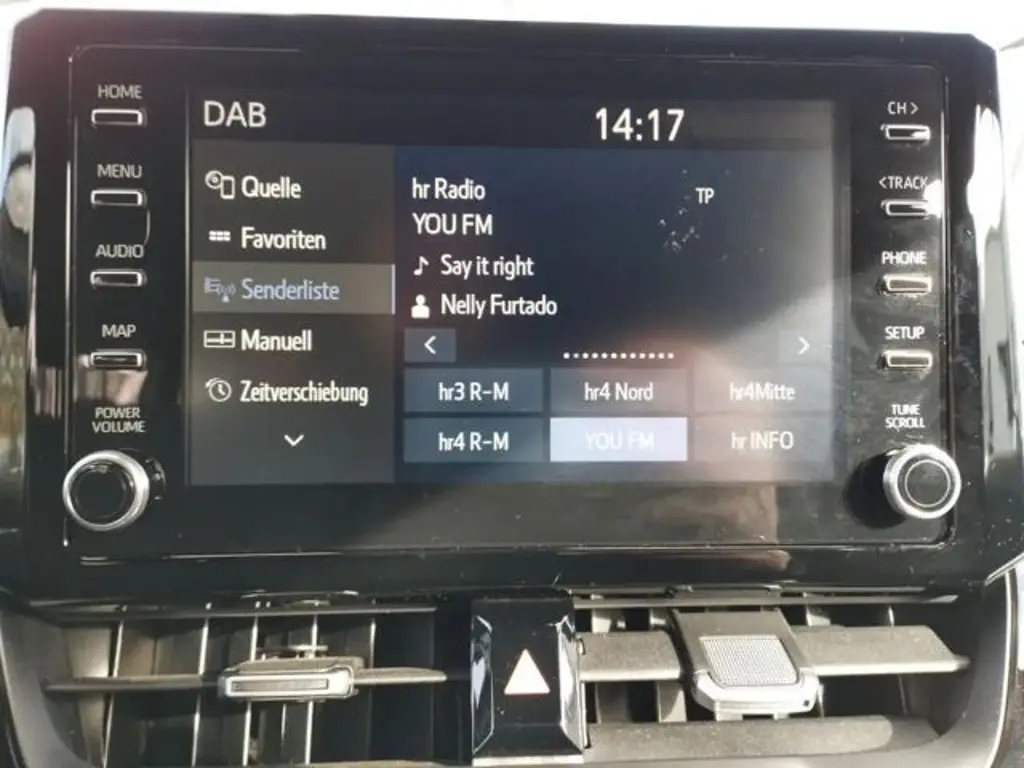 HOME
MENU
AUDIO
MAP
POWER
VOLUME
DAB
14:17
Quelle
Favoriten
Senderliste
Manuell
Zeitverschiebung
hr Radio
TP
YOU FM
Say it right
Nelly Furtado
<
>
hr3 R-M
hr4 Nord
hr4Mitte
hr4 R-M
YOU FM
hr INFO
CH >
<TRACK
PHONE
SETUP
TUNE
SCROLL